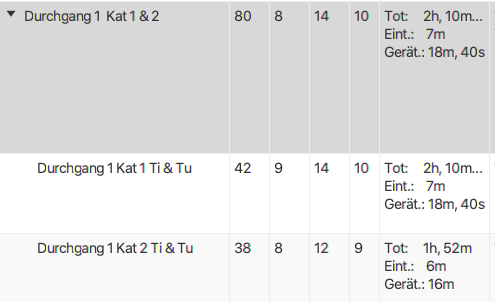 Durchgang 1 Kat 1 & 2 80 8 14 10 Tot: 2h, 10m...
Eint.: 7m
Gerät.: 18m, 40s
Durchgang 1 Kat 1 Ti & Tu 42 9 14 10 Tot: 2h, 10m...
Eint.: 7m
Gerät.: 18m, 40s
Durchgang 1 Kat 2 Ti & Tu 38 8 12 9 Tot: 1h, 52m
Eint.: 6m
Gerät.: 16m